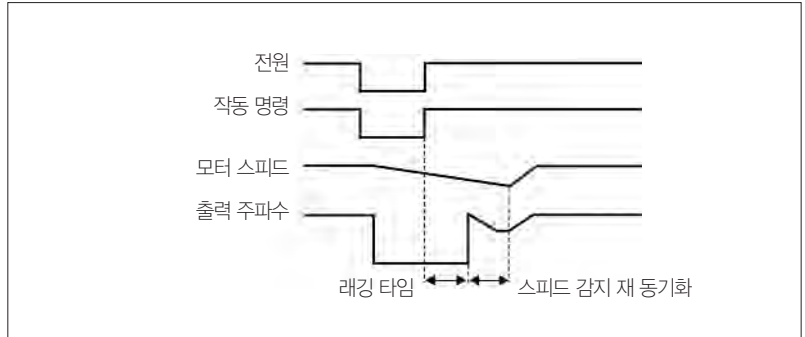 전원
작동 명령
모터 스피드
출력 주파수
래깅 타임
스피드 감지 재 동기화